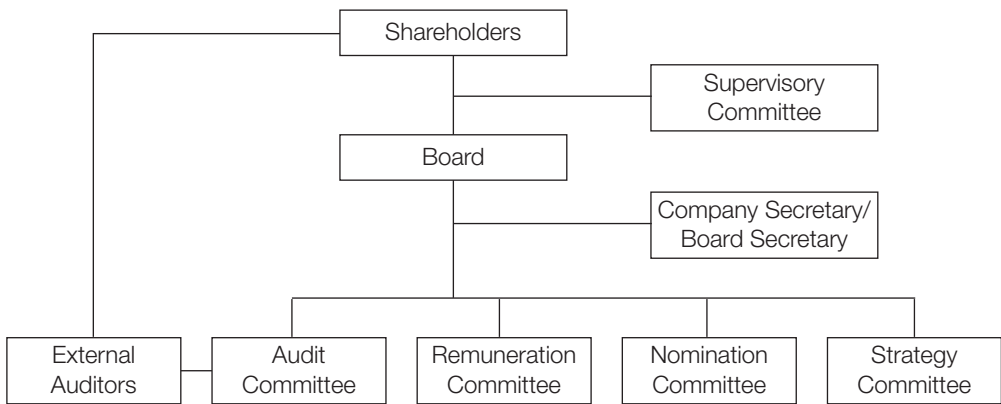 Shareholders
Supervisory
Committee
Board
Company Secretary/
Board Secretary
External
Auditors
Audit
Committee
Remuneration
Committee
Nomination
Committee
Strategy
Committee